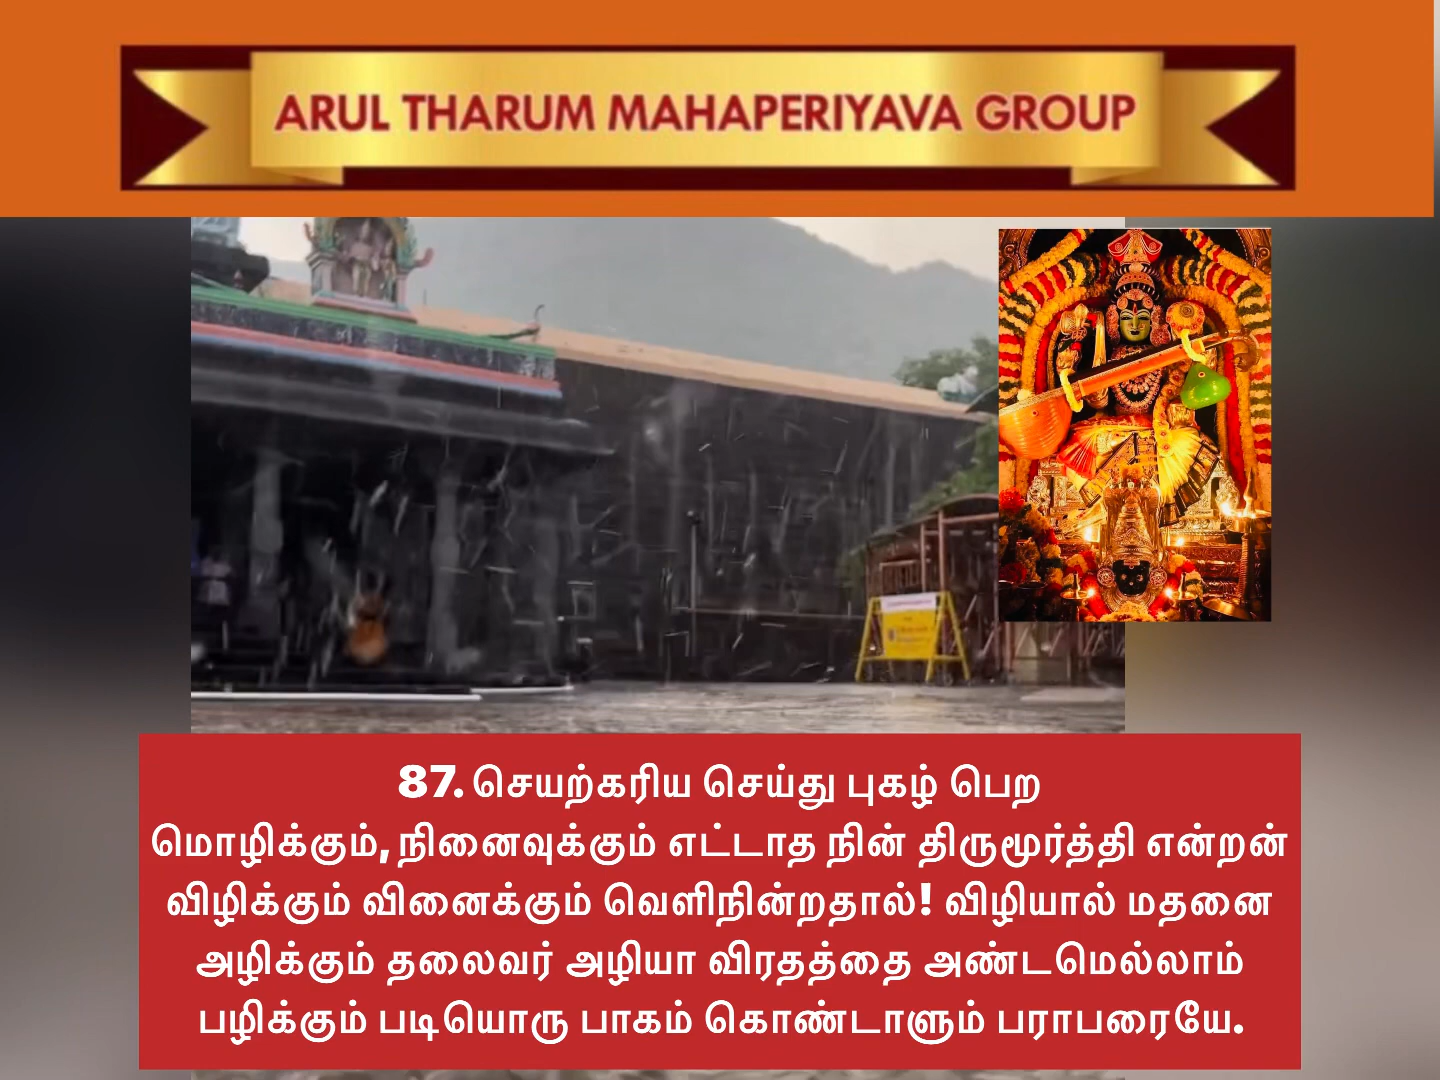 ARUL THARUM MAHAPERIYAVA GROUP
87. செயற்கரிய செய்து புகழ் பெற
மொழிக்கும், நினைவுக்கும் எட்டாத நின் திருமூர்த்தி என்றன்
விழிக்கும் வினைக்கும் வெளிநின்றதால்! விழியால் மதனை
அழிக்கும் தலைவர் அழியா விரதத்தை அண்டமெல்லாம்
பழிக்கும் படியொரு பாகம் கொண்டாளும் பராபரையே.